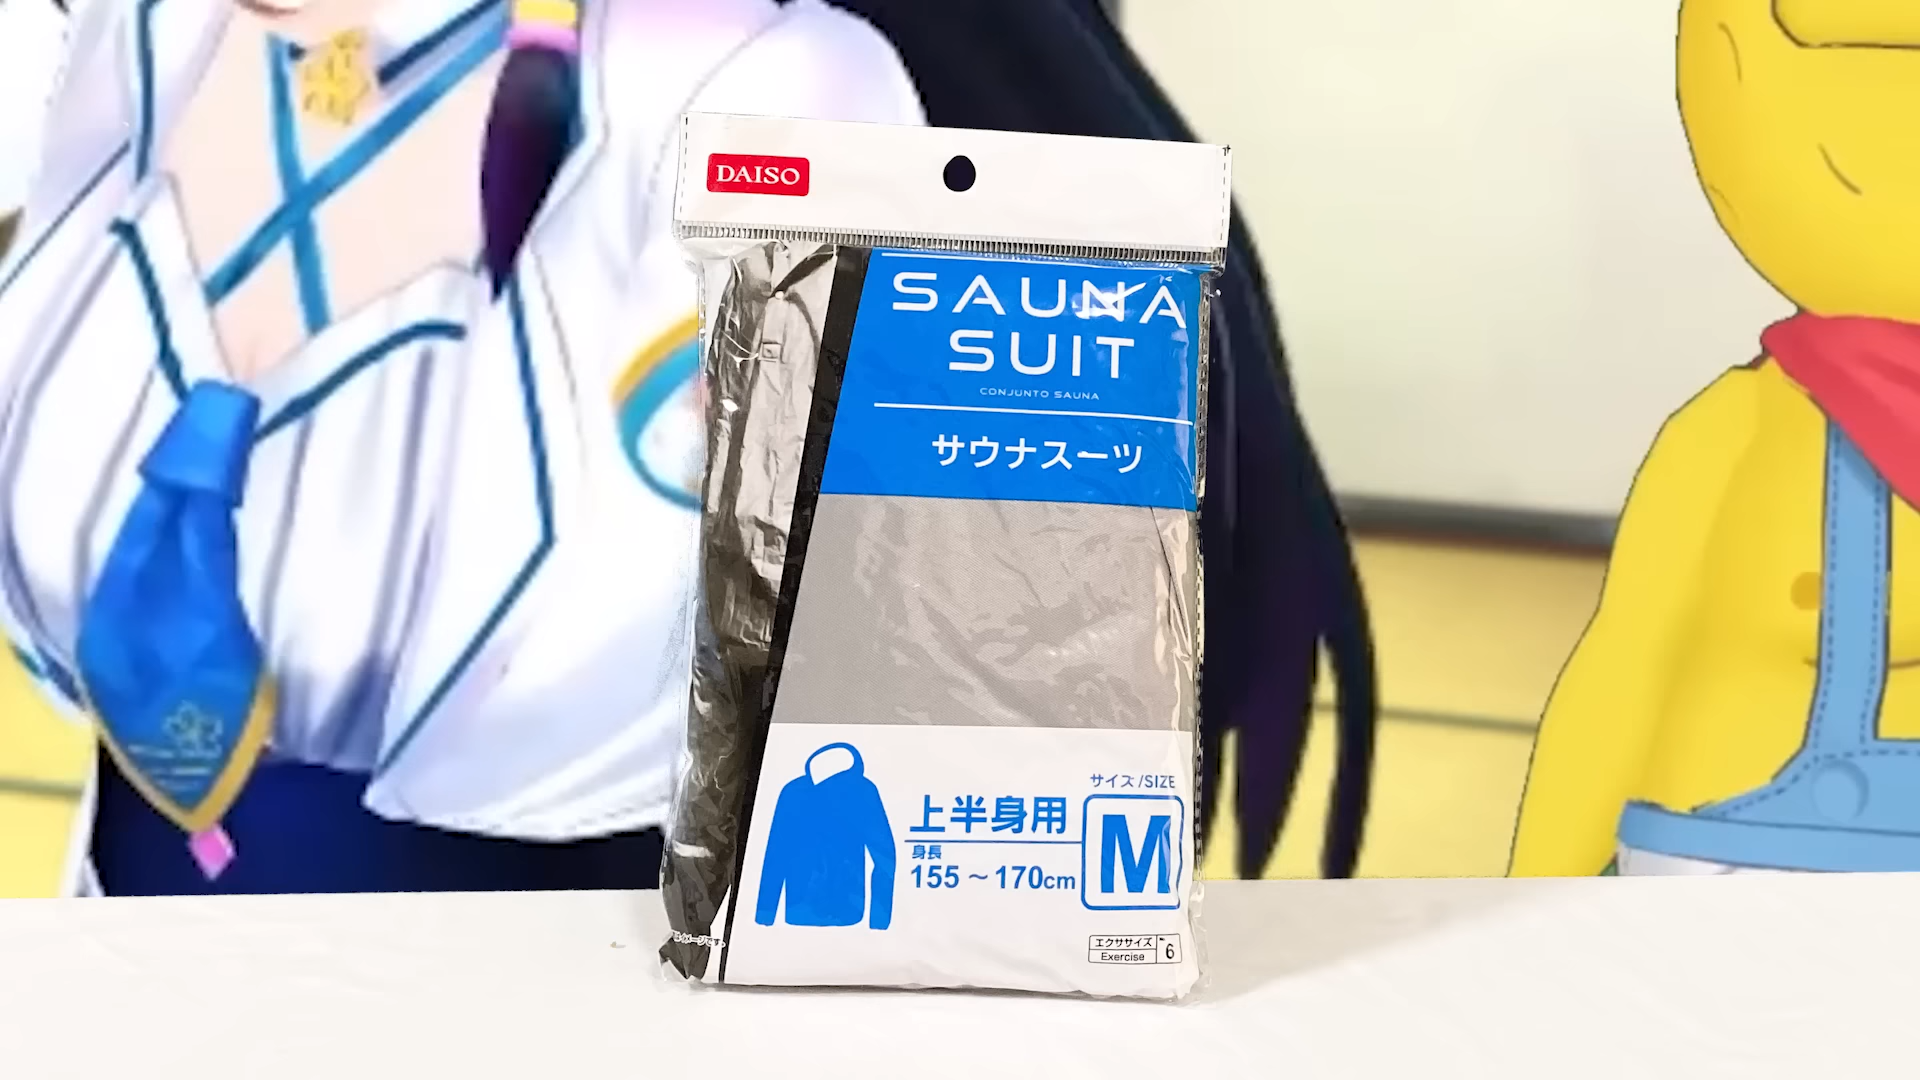 DAISO
SAUNA
SUIT
CONJUNTO SAUNA
サウナスーツ
サイズ/SIZE
上半身用
M
身長
155～170cm
エクササイズ
Exercise
6